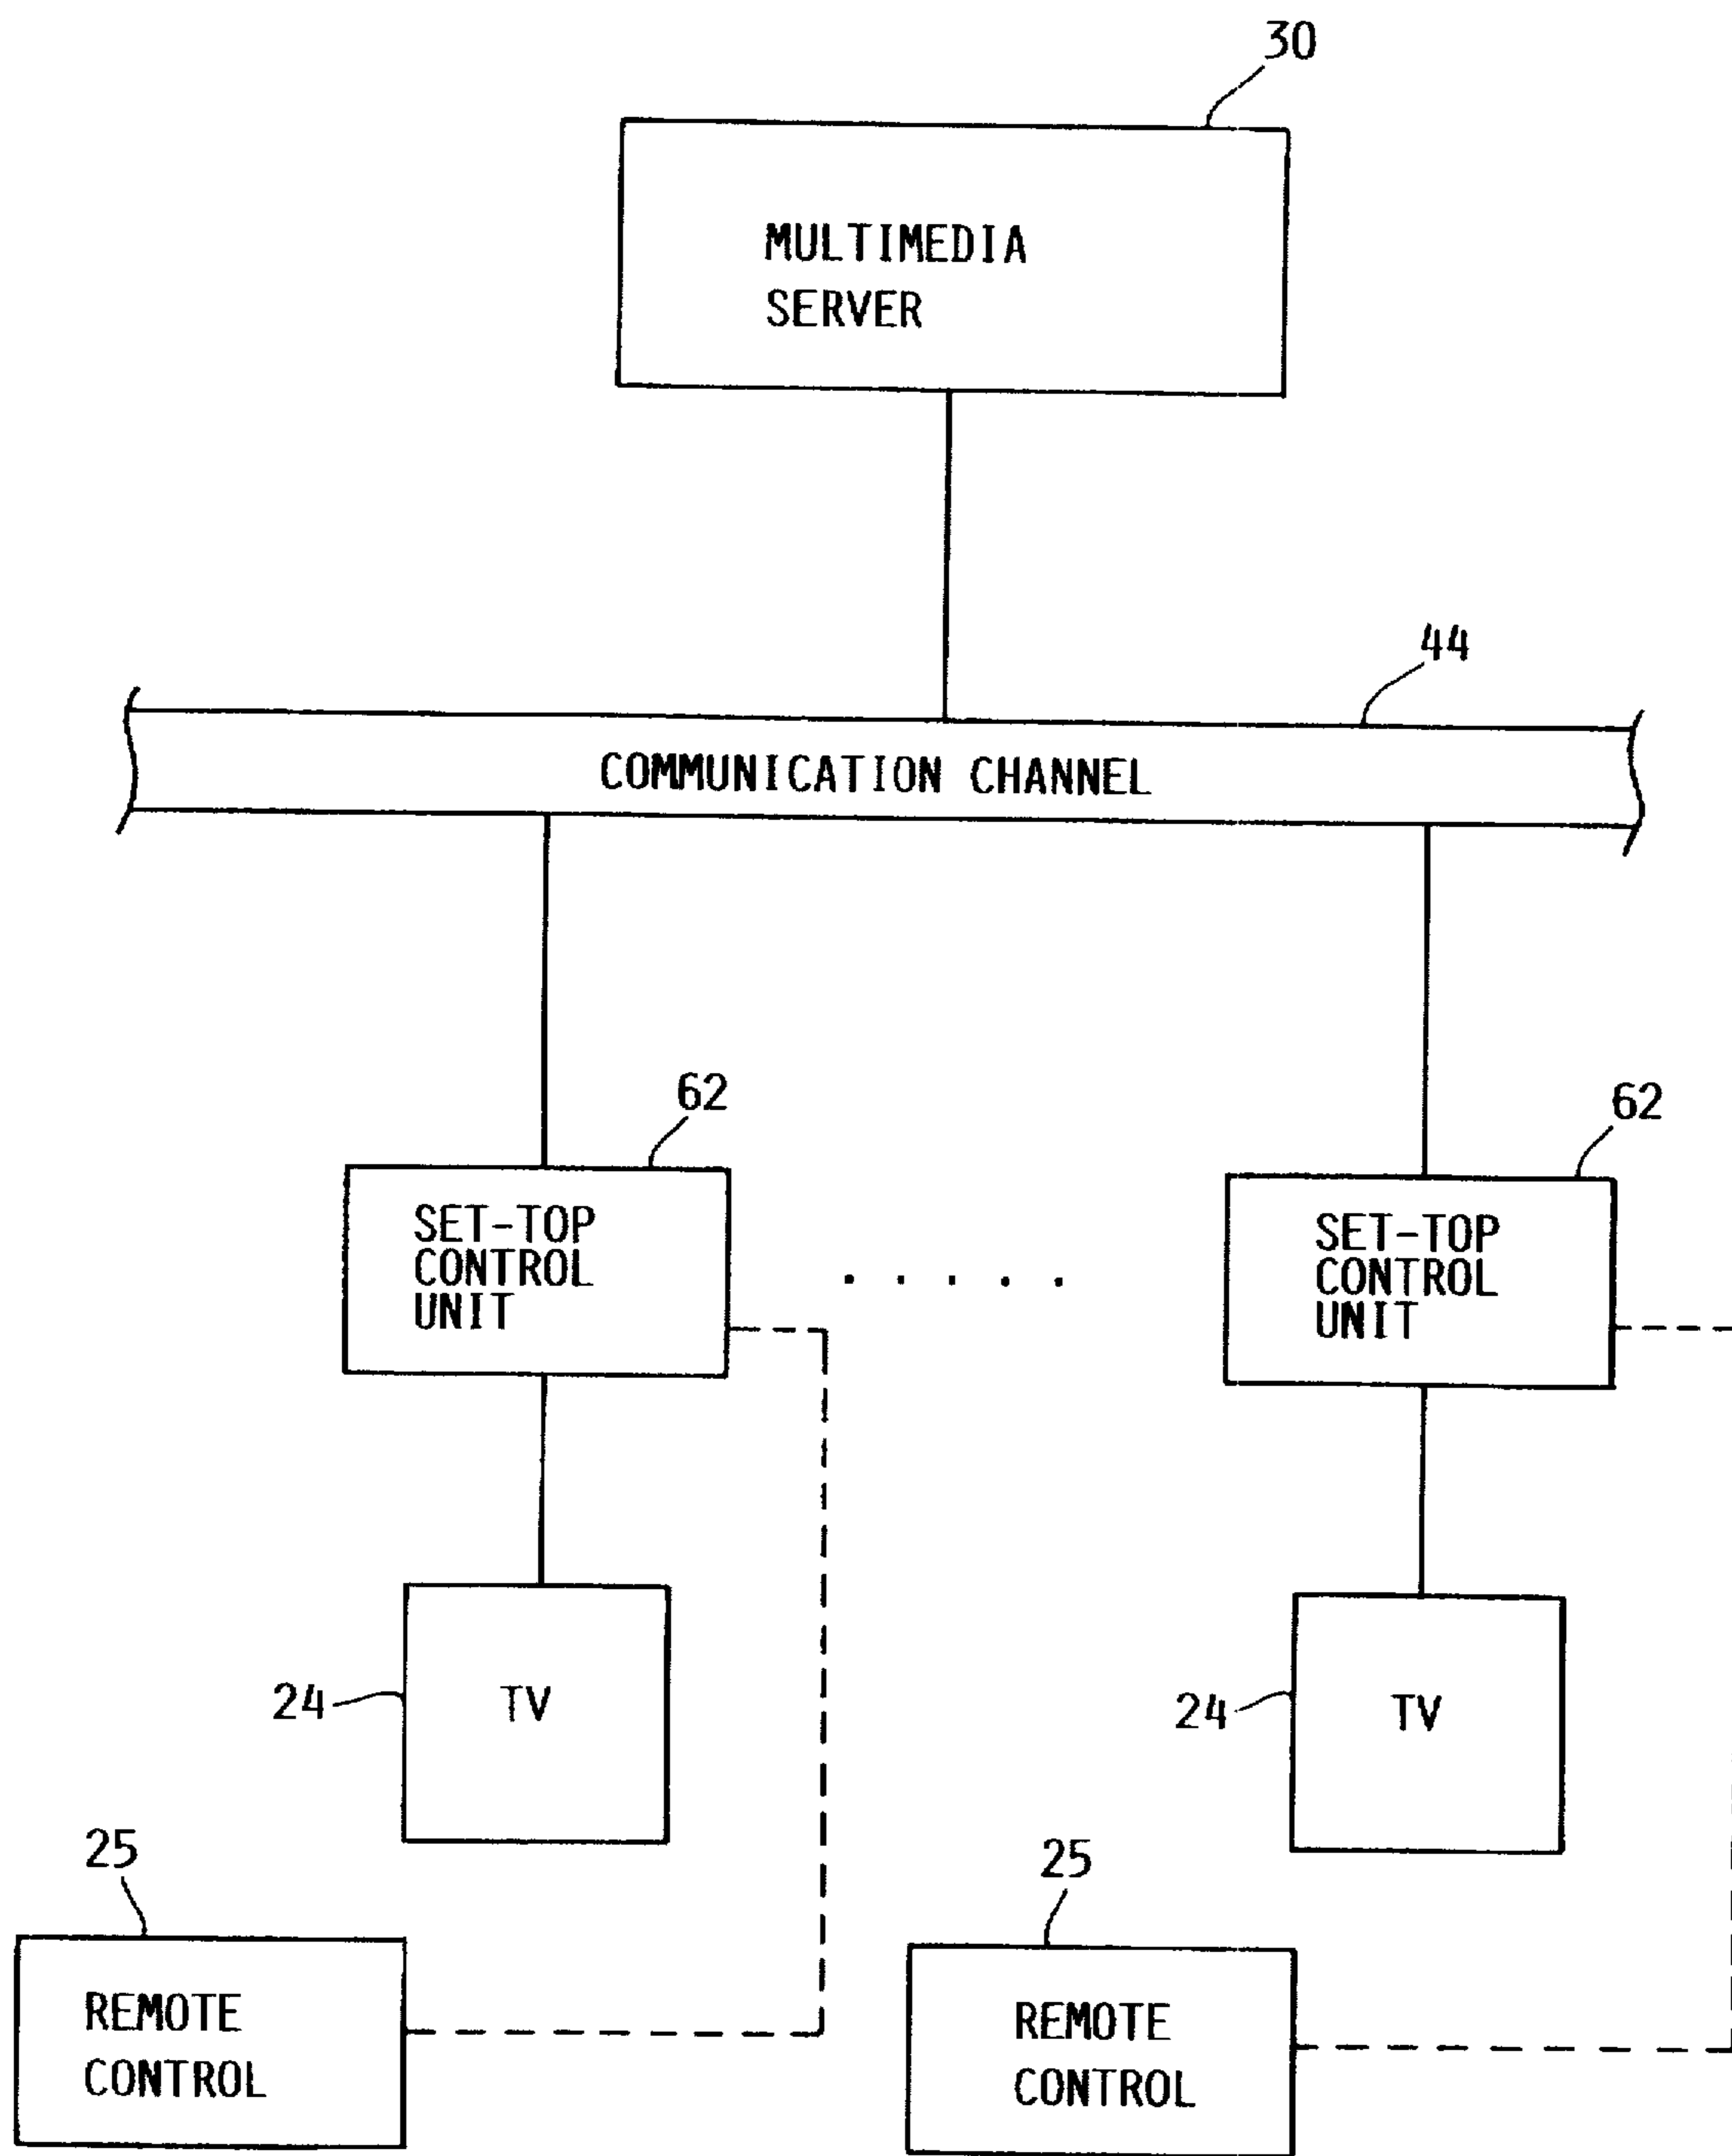 30
MULTIMEDIA
SERVER
44
COMMUNICATION CHANNEL
62
62
SET-TOP
CONTROL
UNIT
. . . . .
SET-TOP
CONTROL
UNIT
24
TV
24
TV
25
25
REMOTE
CONTROL
REMOTE
CONTROL